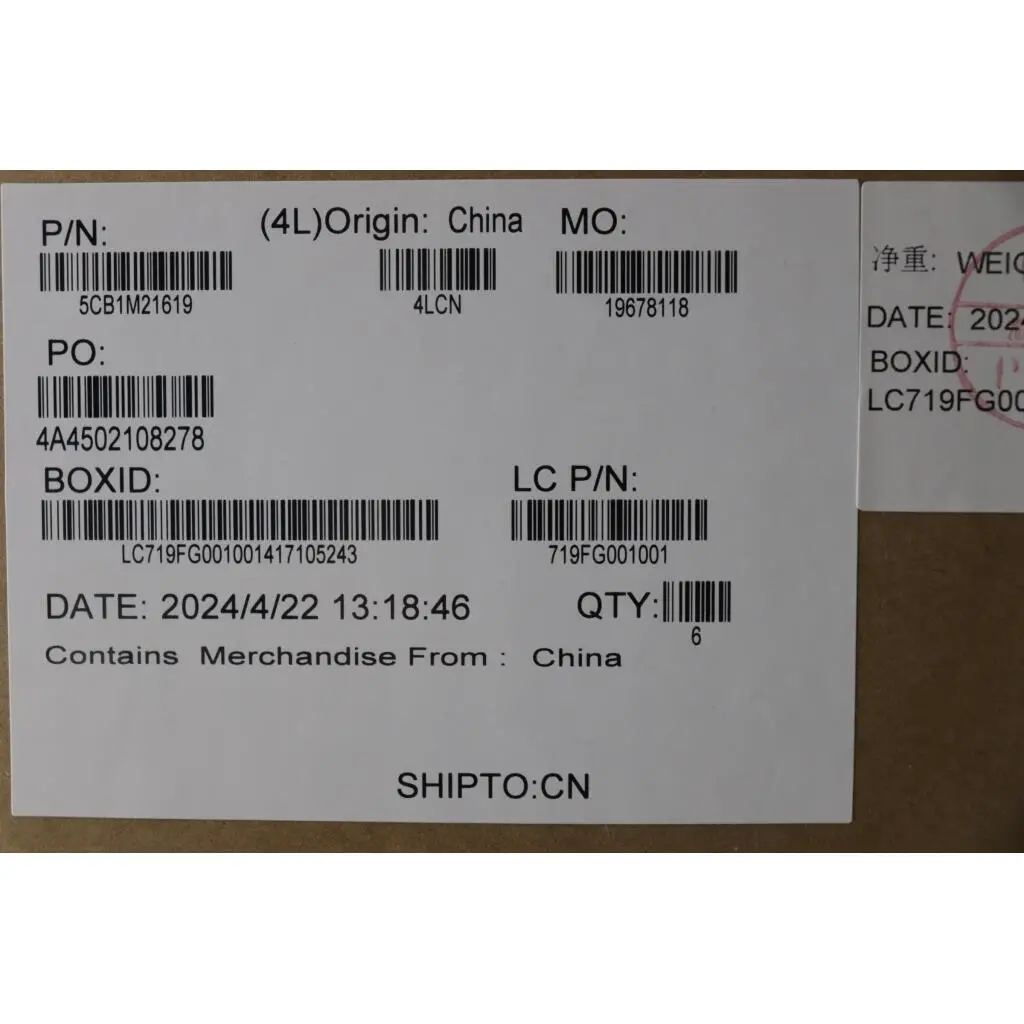 P/N:
(4L)Origin: China
MO:
5CB1M21619
4LCN
19678118
PO:
4A4502108278
BOXID:
LC P/N:
LC719FG001001417105243
719FG001001
DATE: 2024/4/22 13:18:46
QTY:
6
Contains Merchandise From : China
SHIPTO:CN
净重:
DATE:
BOXID: